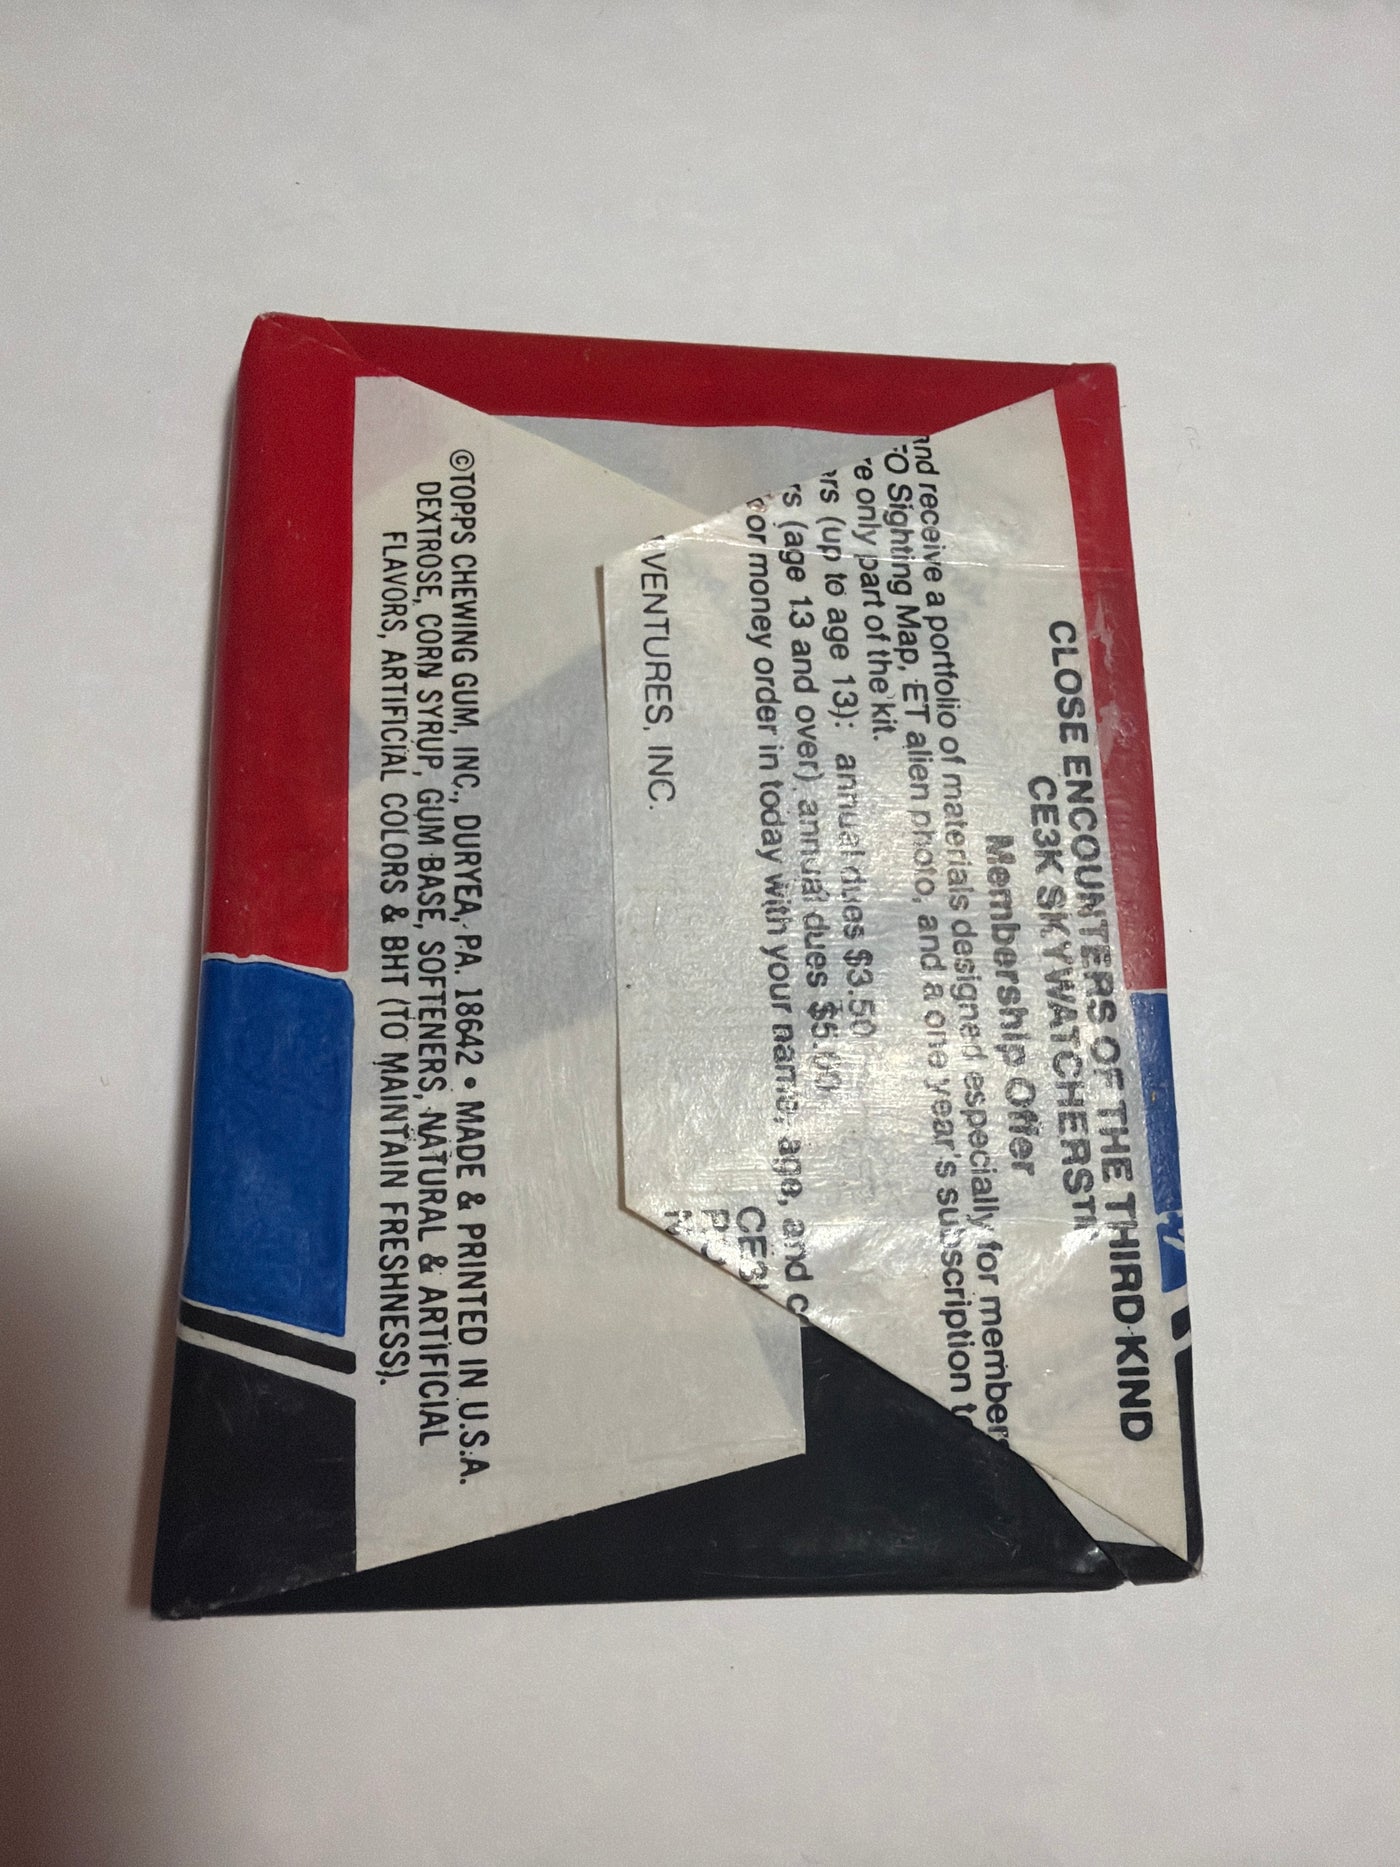 CLOSE ENCOUNTERS OF THE THIRD KIND
CE3K SKYWATCHERS
Membership Offer
nd receive a portfolio of materials designed especially for member
FO Sighting Map, ET alien photo, and a one year's subscription t
re only part of the kit.
rs (up to age 13): annual dues $3.50
rs (age 13 and over) annual dues $5.00
or money order in today with your name, age, and c
CE3
VENTURES, INC.
©TOPPS CHEWING GUM, INC., DURYEA, PA. 18642 • MADE & PRINTED IN U.S.A.
DEXTROSE, CORN SYRUP, GUM BASE, SOFTENERS, NATURAL & ARTIFICIAL
FLAVORS, ARTIFICIAL COLORS & BHT (TO MAINTAIN FRESHNESS).